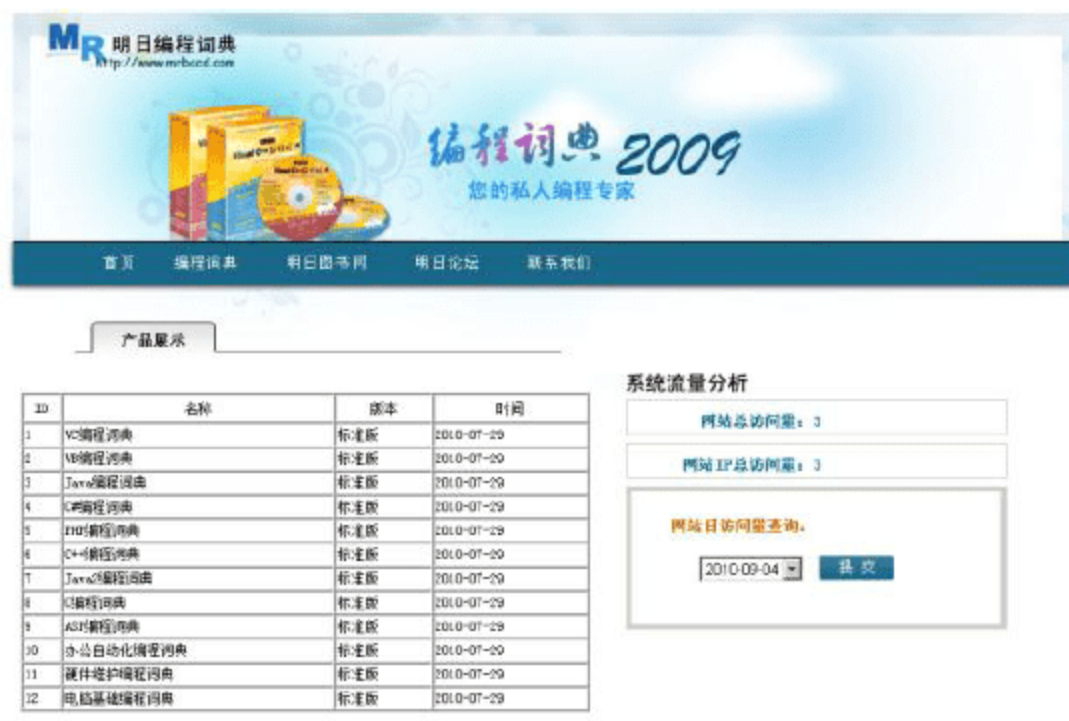 MR 明日编程词典
http://www.mrbccd.com
编程词典 2009
您的私人编程专家
首页 编程词典 明日图书网 明日论坛 联系我们
产品展示
ID 名称 版本 时间
1 VC编程词典 标准版 2010-07-29
2 VB编程词典 标准版 2010-07-29
3 Java编程词典 标准版 2010-07-29
4 C#编程词典 标准版 2010-07-29
5 PHP编程词典 标准版 2010-07-29
6 C++编程词典 标准版 2010-07-29
7 Java编程词典 标准版 2010-07-29
8 C编程词典 标准版 2010-07-29
9 ASP编程词典 标准版 2010-07-29
10 办公自动化编程词典 标准版 2010-07-29
11 硬件维护编程词典 标准版 2010-07-29
12 电脑基础编程词典 标准版 2010-07-29
系统流量分析
网站总访问量：3
网站IP总访问量：3
网站日访问量查询。
2010-09-04 提 交